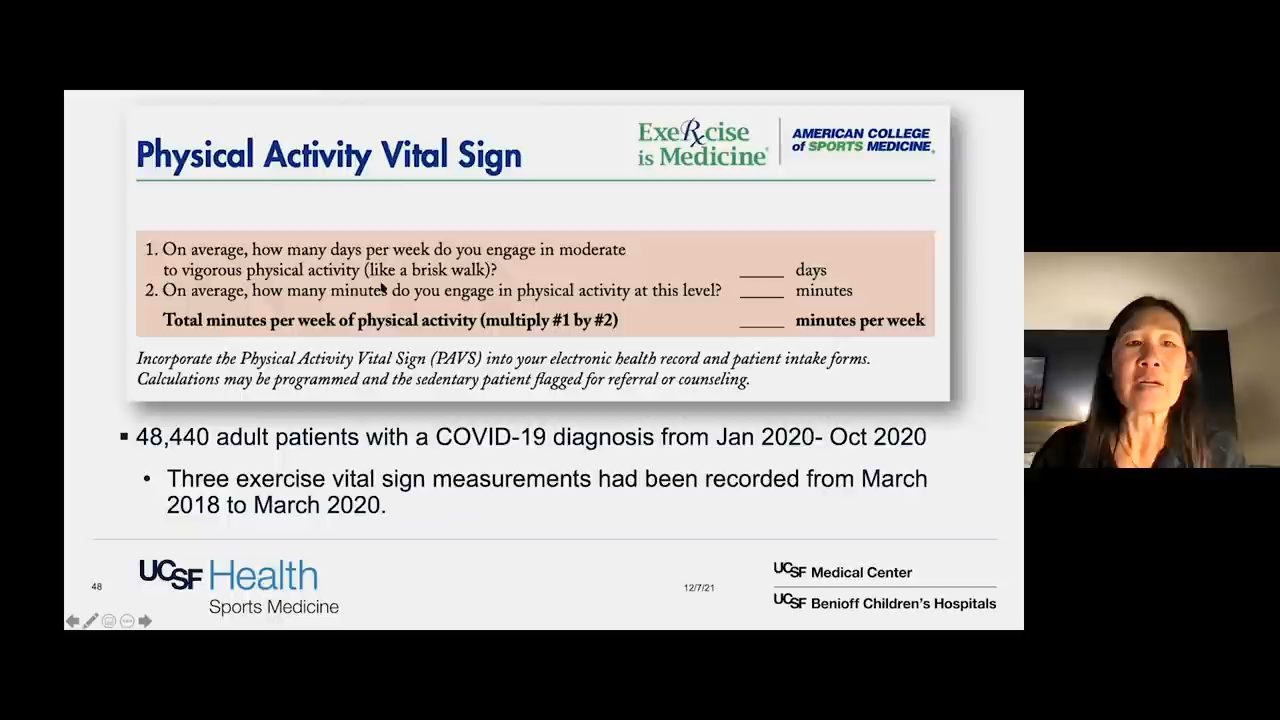 Physical Activity Vital Sign
ExeRxcise
is Medicine®
AMERICAN COLLEGE
of SPORTS MEDICINE®
1. On average, how many days per week do you engage in moderate
to vigorous physical activity (like a brisk walk)? _____ days
2. On average, how many minutes do you engage in physical activity at this level? _____ minutes
Total minutes per week of physical activity (multiply #1 by #2) _____ minutes per week
Incorporate the Physical Activity Vital Sign (PAVS) into your electronic health record and patient intake forms.
Calculations may be programmed and the sedentary patient flagged for referral or counseling.
▪ 48,440 adult patients with a COVID-19 diagnosis from Jan 2020- Oct 2020
• Three exercise vital sign measurements had been recorded from March
2018 to March 2020.
48
UCSF Health
Sports Medicine
12/7/21
UCSF Medical Center
UCSF Benioff Children's Hospitals